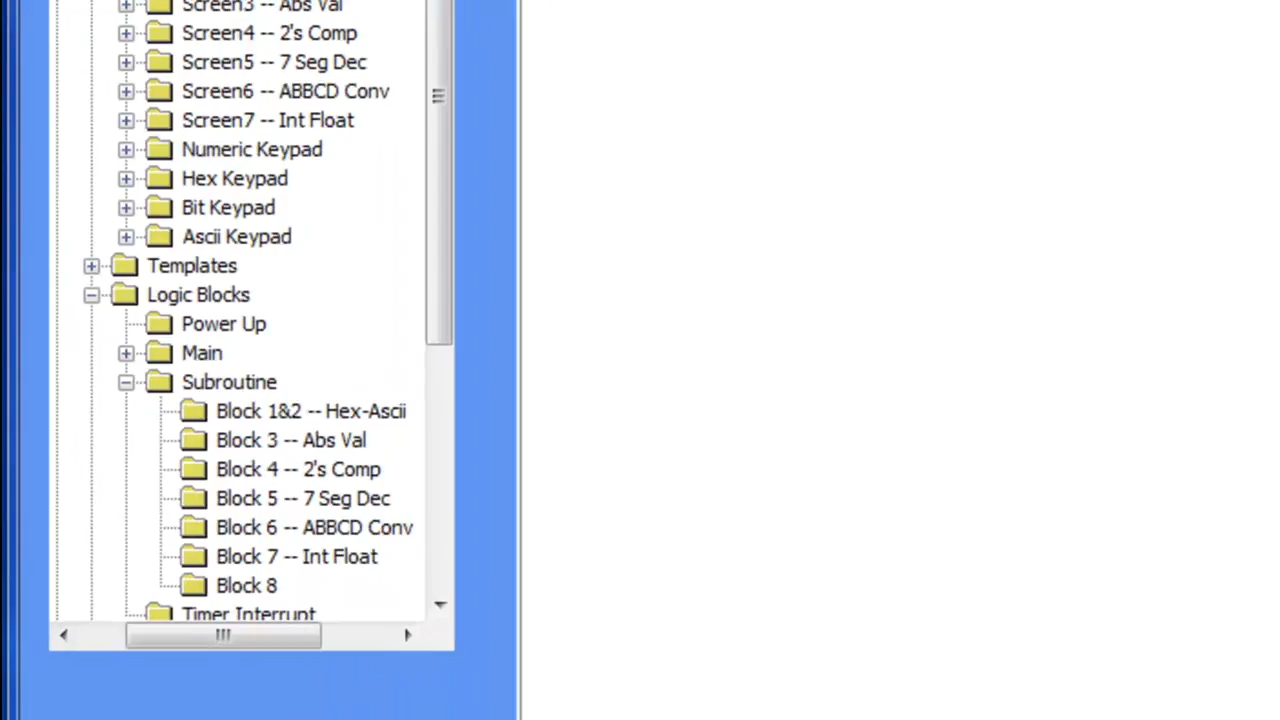 Screen3 -- Abs Val
Screen4 -- 2's Comp
Screen5 -- 7 Seg Dec
Screen6 -- ABBCD Conv
Screen7 -- Int Float
Numeric Keypad
Hex Keypad
Bit Keypad
Ascii Keypad
Templates
Logic Blocks
Power Up
Main
Subroutine
Block 1&2 -- Hex-Ascii
Block 3 -- Abs Val
Block 4 -- 2's Comp
Block 5 -- 7 Seg Dec
Block 6 -- ABBCD Conv
Block 7 -- Int Float
Block 8
Timer Interrupt